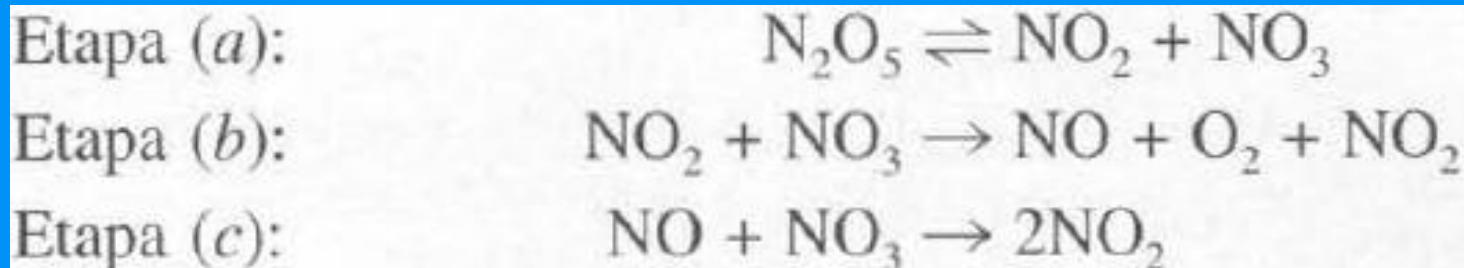 Etapa (a): N₂O₅ ⇌ NO₂ + NO₃
Etapa (b): NO₂ + NO₃ → NO + O₂ + NO₂
Etapa (c): NO + NO₃ → 2NO₂